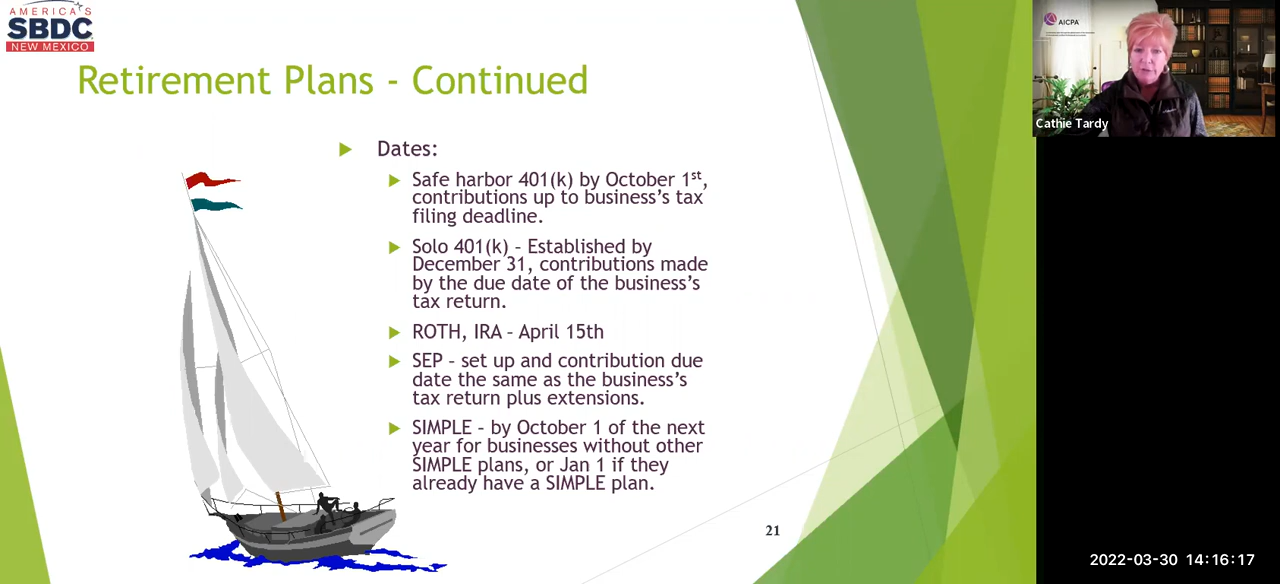 AMERICA'S
SBDC
NEW MEXICO
Retirement Plans - Continued
Dates:
Safe harbor 401(k) by October 1st,
contributions up to business's tax
filing deadline.
Solo 401(k) – Established by
December 31, contributions made
by the due date of the business's
tax return.
ROTH, IRA – April 15th
SEP – set up and contribution due
date the same as the business's
tax return plus extensions.
SIMPLE – by October 1 of the next
year for businesses without other
SIMPLE plans, or Jan 1 if they
already have a SIMPLE plan.
21
AICPA
Cathie Tardy
2022-03-30 14:16:17